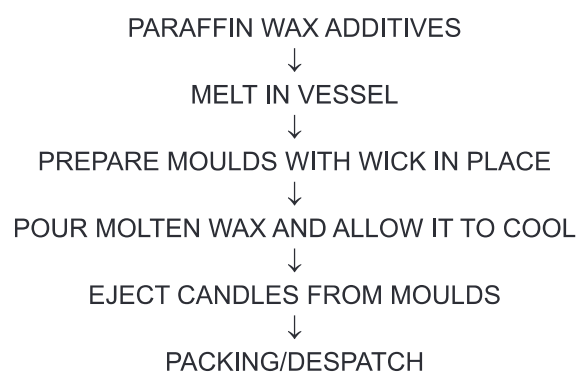 PARAFFIN WAX ADDITIVES
↓
MELT IN VESSEL
↓
PREPARE MOULDS WITH WICK IN PLACE
↓
POUR MOLTEN WAX AND ALLOW IT TO COOL
↓
EJECT CANDLES FROM MOULDS
↓
PACKING/DESPATCH